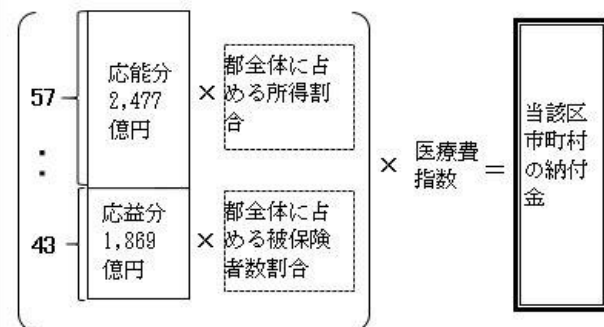 57
:
43
応能分
2,477
億円
×
都全体に占
める所得割
合
応益分
1,869
億円
×
都全体に占
める被保険
者数割合
×
医療費
指数
=
当該区
市町村
の納付
金